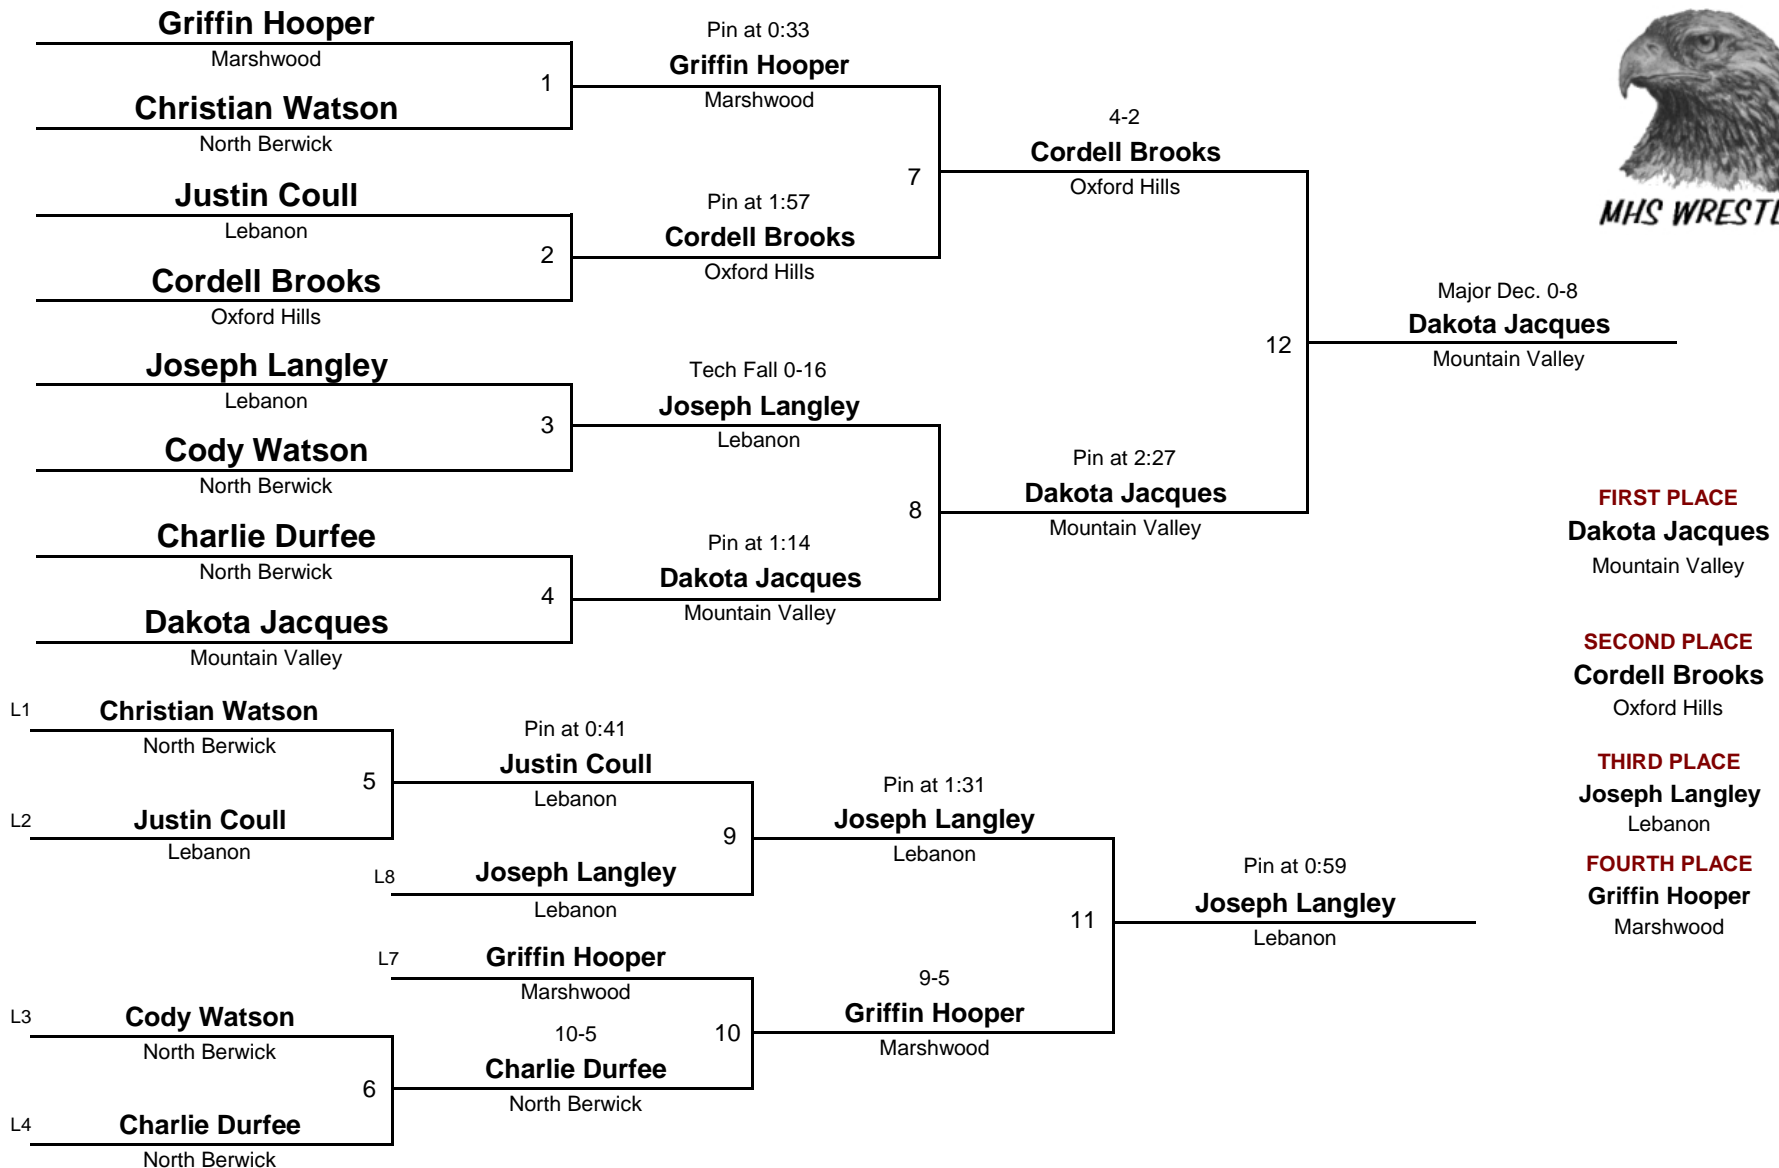 Griffin Hooper
Marshwood
1
Christian Watson
North Berwick
Pin at 0:33
Griffin Hooper
Marshwood
Justin Coull
Lebanon
2
Cordell Brooks
Oxford Hills
Pin at 1:57
Cordell Brooks
Oxford Hills
7
4-2
Cordell Brooks
Oxford Hills
Joseph Langley
Lebanon
3
Cody Watson
North Berwick
Tech Fall 0-16
Joseph Langley
Lebanon
Charlie Durfee
North Berwick
4
Dakota Jacques
Mountain Valley
Pin at 1:14
Dakota Jacques
Mountain Valley
8
Pin at 2:27
Dakota Jacques
Mountain Valley
12
Major Dec. 0-8
Dakota Jacques
Mountain Valley
MHS WRESTL
FIRST PLACE
Dakota Jacques
Mountain Valley
SECOND PLACE
Cordell Brooks
Oxford Hills
THIRD PLACE
Joseph Langley
Lebanon
FOURTH PLACE
Griffin Hooper
Marshwood
L1
Christian Watson
North Berwick
5
L2
Justin Coull
Lebanon
Pin at 0:41
Justin Coull
Lebanon
9
L8
Joseph Langley
Lebanon
Pin at 1:31
Joseph Langley
Lebanon
L7
Griffin Hooper
Marshwood
10
L3
Cody Watson
North Berwick
6
L4
Charlie Durfee
North Berwick
10-5
Charlie Durfee
North Berwick
9-5
Griffin Hooper
Marshwood
11
Pin at 0:59
Joseph Langley
Lebanon